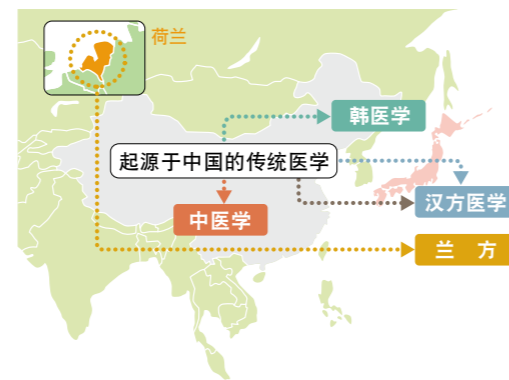 荷兰
韩医学
起源于中国的传统医学
汉方医学
中医学
兰 方